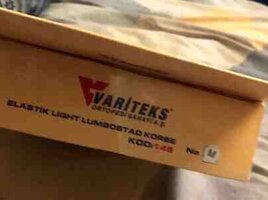 VARİTEKS
ORTOPEDİ SANAYİ A.Ş.
ELASTİK LIGHT LUMBOSTAD KORSE
KOD:145 No M